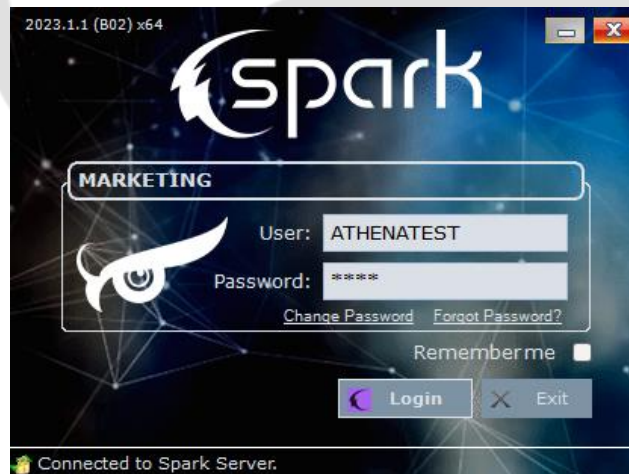 2023.1.1 (B02) x64
spark
MARKETING
User: ATHENATEST
Password: ****
Change Password Forgot Password?
Remember me
Login Exit
Connected to Spark Server.